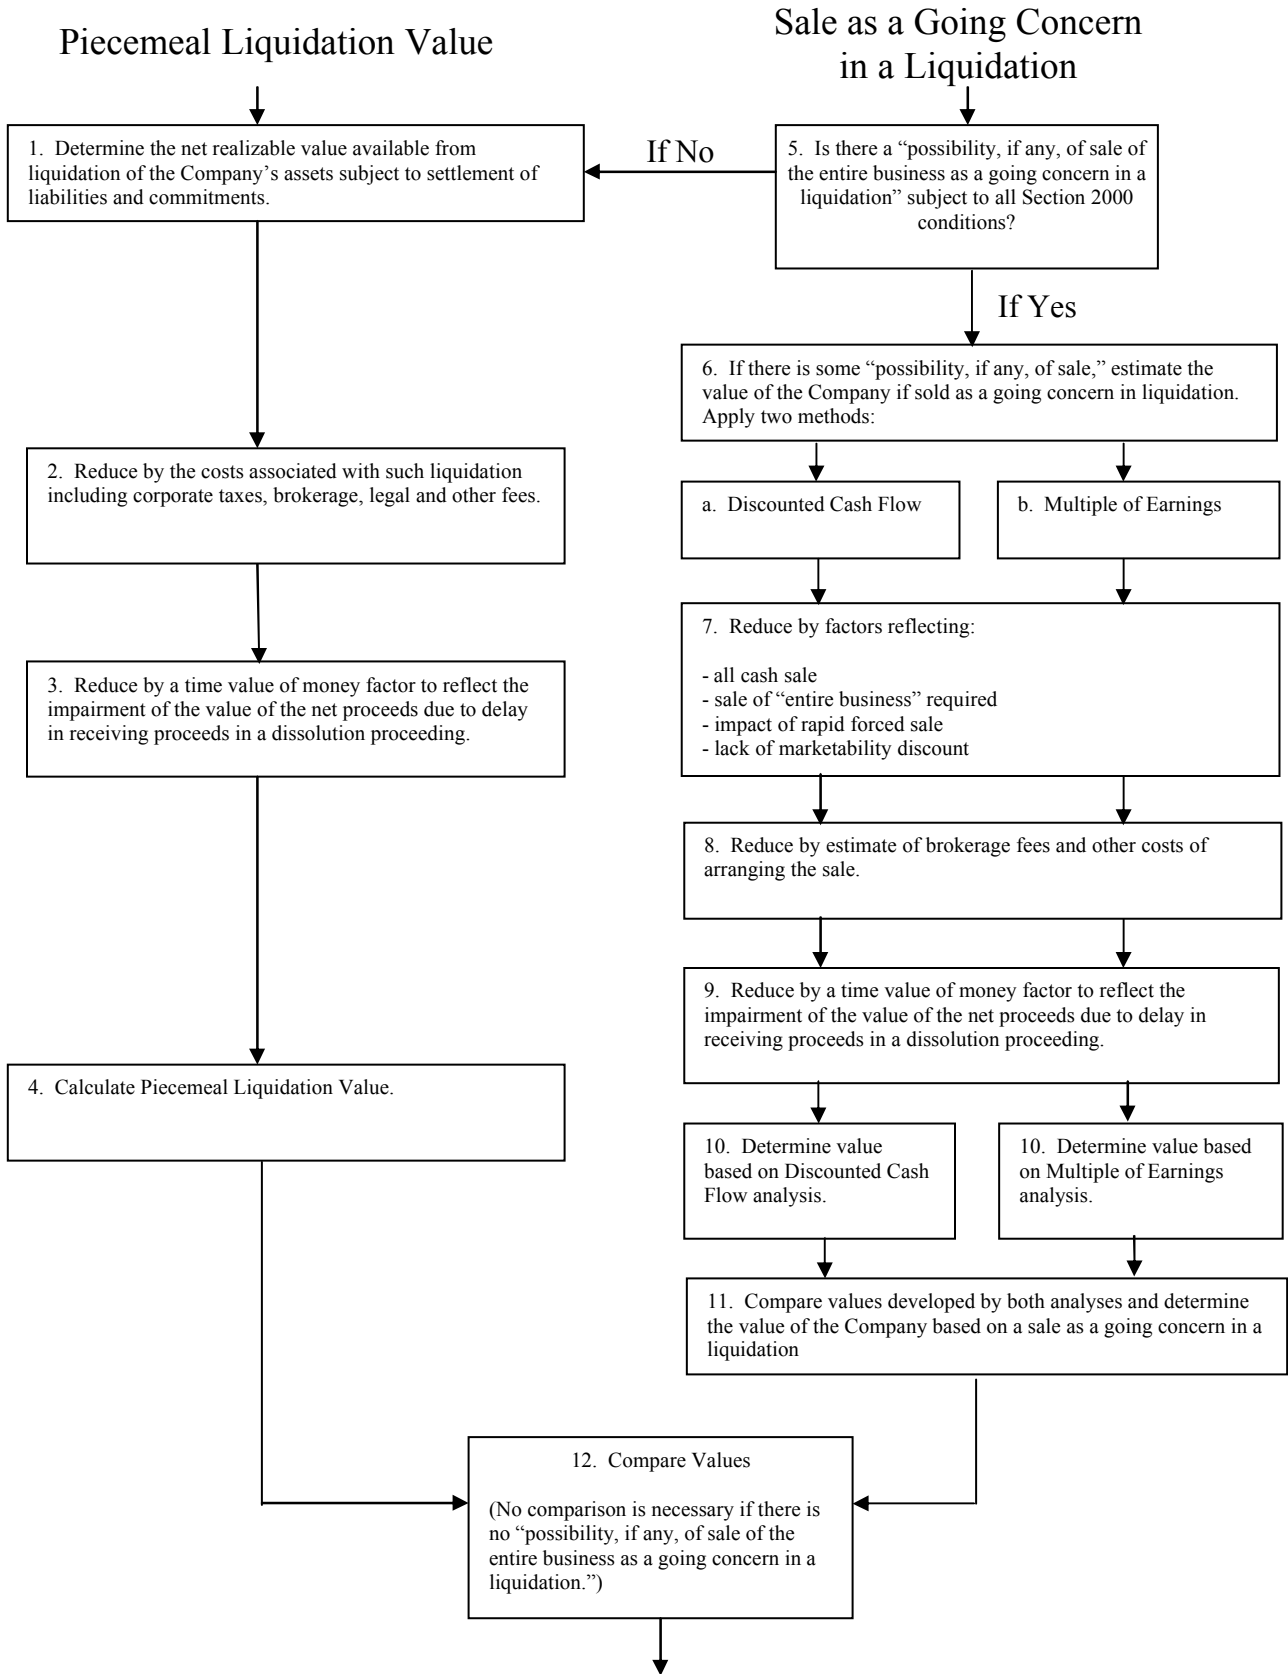 Piecemeal Liquidation Value
Sale as a Going Concern
in a Liquidation
1. Determine the net realizable value available from
liquidation of the Company’s assets subject to settlement of
liabilities and commitments.
If No
5. Is there a “possibility, if any, of sale of
the entire business as a going concern in a
liquidation” subject to all Section 2000
conditions?
If Yes
6. If there is some “possibility, if any, of sale,” estimate the
value of the Company if sold as a going concern in liquidation.
Apply two methods:
2. Reduce by the costs associated with such liquidation
including corporate taxes, brokerage, legal and other fees.
a. Discounted Cash Flow
b. Multiple of Earnings
7. Reduce by factors reflecting:
- all cash sale
- sale of “entire business” required
- impact of rapid forced sale
- lack of marketability discount
3. Reduce by a time value of money factor to reflect the
impairment of the value of the net proceeds due to delay
in receiving proceeds in a dissolution proceeding.
8. Reduce by estimate of brokerage fees and other costs of
arranging the sale.
9. Reduce by a time value of money factor to reflect the
impairment of the value of the net proceeds due to delay in
receiving proceeds in a dissolution proceeding.
4. Calculate Piecemeal Liquidation Value.
10. Determine value
based on Discounted Cash
Flow analysis.
10. Determine value based
on Multiple of Earnings
analysis.
11. Compare values developed by both analyses and determine
the value of the Company based on a sale as a going concern in a
liquidation
12. Compare Values
(No comparison is necessary if there is
no “possibility, if any, of sale of the
entire business as a going concern in a
liquidation.”)